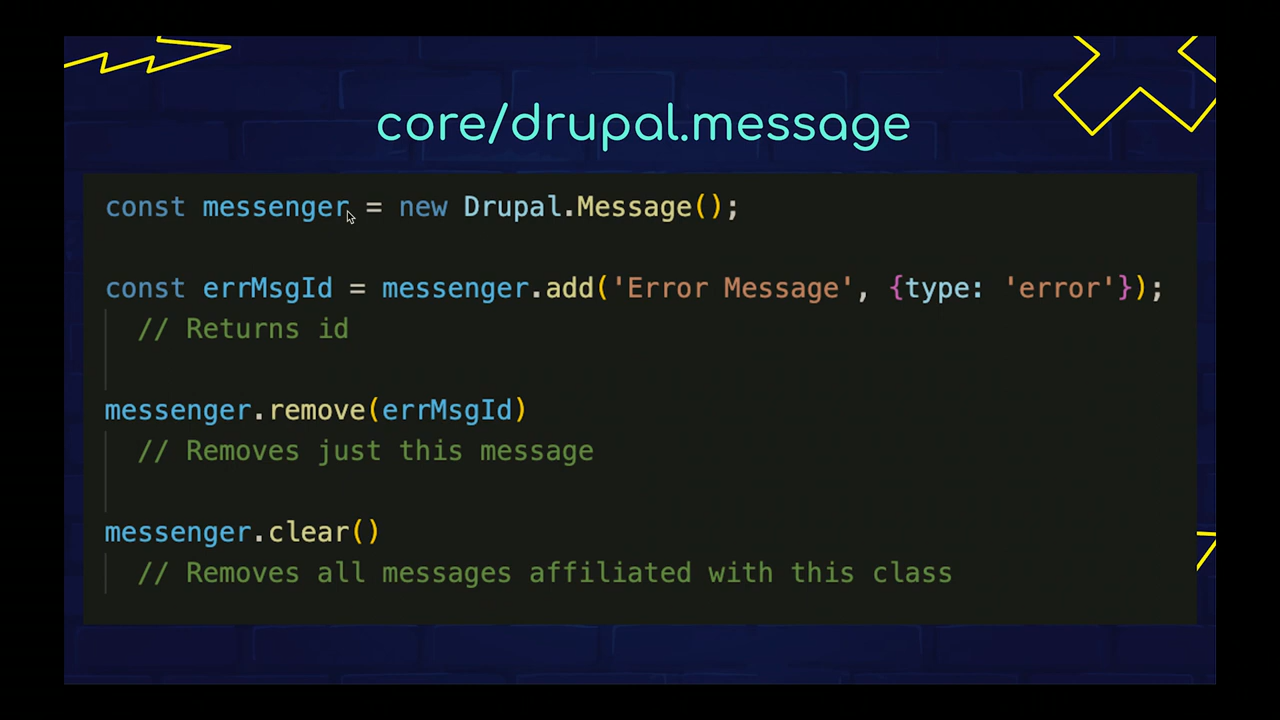 core/drupal.message
const messenger = new Drupal.Message();
const errMsgId = messenger.add('Error Message', {type: 'error'});
// Returns id
messenger.remove(errMsgId)
// Removes just this message
messenger.clear()
// Removes all messages affiliated with this class